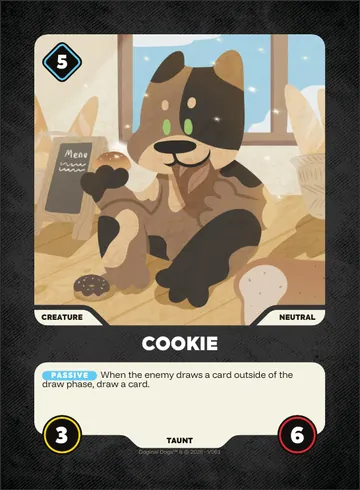 5
Menu
CREATURE
NEUTRAL
COOKIE
PASSIVE When the enemy draws a card outside of the
draw phase, draw a card.
3
TAUNT
6